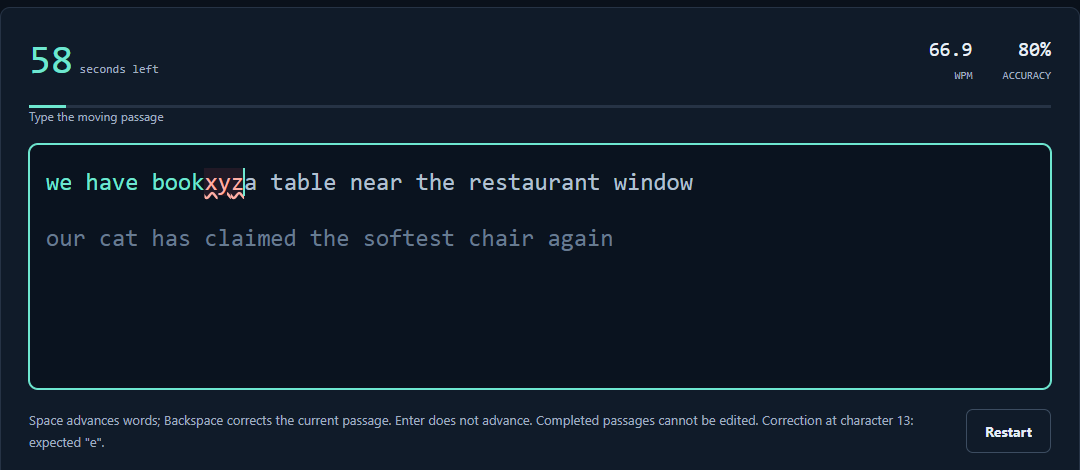 58 seconds left
66.9 WPM
80% ACCURACY
Type the moving passage
we have bookxyza table near the restaurant window
our cat has claimed the softest chair again
Space advances words; Backspace corrects the current passage. Enter does not advance. Completed passages cannot be edited. Correction at character 13:
expected "e".
Restart